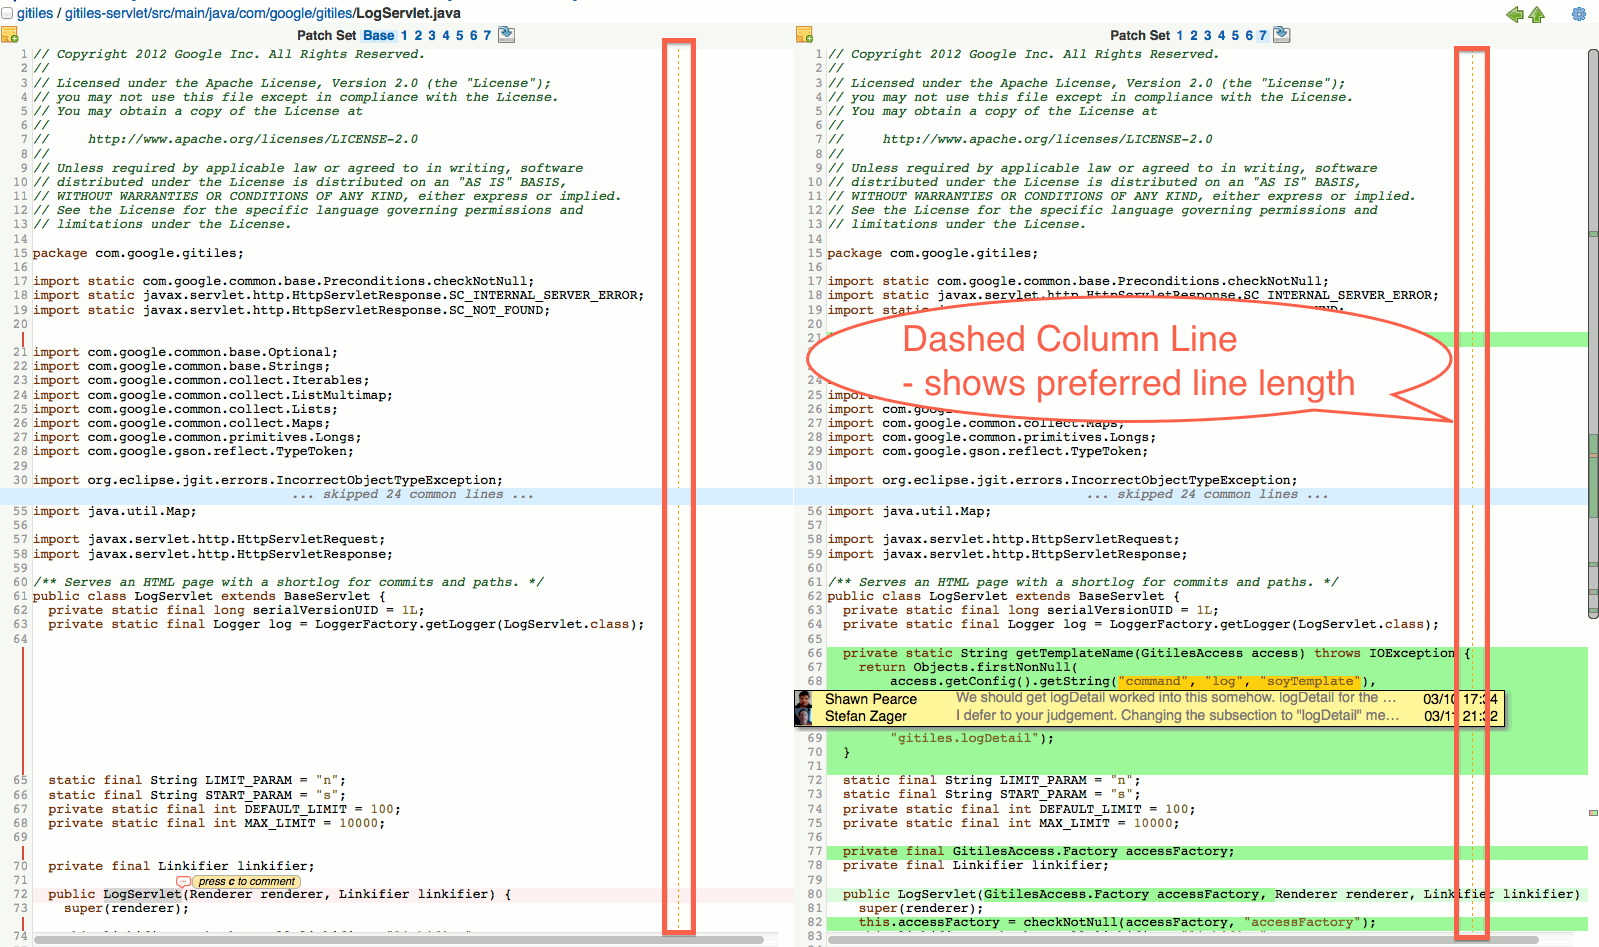 gitiles / gitiles-servlet/src/main/java/com/google/gitiles/LogServlet.java
Patch Set Base 1 2 3 4 5 6 7
1 // Copyright 2012 Google Inc. All Rights Reserved.
2 //
3 // Licensed under the Apache License, Version 2.0 (the "License");
4 // you may not use this file except in compliance with the License.
5 // You may obtain a copy of the License at
6 //
7 //     http://www.apache.org/licenses/LICENSE-2.0
8 //
9 // Unless required by applicable law or agreed to in writing, software
10 // distributed under the License is distributed on an "AS IS" BASIS,
11 // WITHOUT WARRANTIES OR CONDITIONS OF ANY KIND, either express or implied.
12 // See the License for the specific language governing permissions and
13 // limitations under the License.
14
15 package com.google.gitiles;
16
17 import static com.google.common.base.Preconditions.checkNotNull;
18 import static javax.servlet.http.HttpServletResponse.SC_INTERNAL_SERVER_ERROR;
19 import static javax.servlet.http.HttpServletResponse.SC_NOT_FOUND;
20
21 import com.google.common.base.Optional;
22 import com.google.common.base.Strings;
23 import com.google.common.collect.Iterables;
24 import com.google.common.collect.ListMultimap;
25 import com.google.common.collect.Lists;
26 import com.google.common.collect.Maps;
27 import com.google.common.primitives.Longs;
28 import com.google.gson.reflect.TypeToken;
29
30 import org.eclipse.jgit.errors.IncorrectObjectTypeException;
... skipped 24 common lines ...
55 import java.util.Map;
56
57 import javax.servlet.http.HttpServletRequest;
58 import javax.servlet.http.HttpServletResponse;
59
60 /** Serves an HTML page with a shortlog for commits and paths. */
61 public class LogServlet extends BaseServlet {
62   private static final long serialVersionUID = 1L;
63   private static final Logger log = LoggerFactory.getLogger(LogServlet.class);
64
65   static final String LIMIT_PARAM = "n";
66   static final String START_PARAM = "s";
67   private static final int DEFAULT_LIMIT = 100;
68   private static final int MAX_LIMIT = 10000;
69
70   private final Linkifier linkifier;
71
press c to comment
72   public LogServlet(Renderer renderer, Linkifier linkifier) {
73     super(renderer);
74
Patch Set 1 2 3 4 5 6 7
1 // Copyright 2012 Google Inc. All Rights Reserved.
2 //
3 // Licensed under the Apache License, Version 2.0 (the "License");
4 // you may not use this file except in compliance with the License.
5 // You may obtain a copy of the License at
6 //
7 //     http://www.apache.org/licenses/LICENSE-2.0
8 //
9 // Unless required by applicable law or agreed to in writing, software
10 // distributed under the License is distributed on an "AS IS" BASIS,
11 // WITHOUT WARRANTIES OR CONDITIONS OF ANY KIND, either express or implied.
12 // See the License for the specific language governing permissions and
13 // limitations under the License.
14
15 package com.google.gitiles;
16
17 import static com.google.common.base.Preconditions.checkNotNull;
18 import static javax.servlet.http.HttpServletResponse.SC_INTERNAL_SERVER_ERROR;
19
20
21
Dashed Column Line
- shows preferred line length
24
25
26 import
27 import com.google.common.collect.Maps;
28 import com.google.common.primitives.Longs;
29 import com.google.gson.reflect.TypeToken;
30
31 import org.eclipse.jgit.errors.IncorrectObjectTypeException;
... skipped 24 common lines ...
56 import java.util.Map;
57
58 import javax.servlet.http.HttpServletRequest;
59 import javax.servlet.http.HttpServletResponse;
60
61 /** Serves an HTML page with a shortlog for commits and paths. */
62 public class LogServlet extends BaseServlet {
63   private static final long serialVersionUID = 1L;
64   private static final Logger log = LoggerFactory.getLogger(LogServlet.class);
65
66   private static String getTemplateName(GitilesAccess access) throws IOException {
67     return Objects.firstNonNull(
68         access.getConfig().getString("command", "log", "soyTemplate"),
Shawn Pearce We should get logDetail worked into this somehow. logDetail for the ... 03/10 17:34
Stefan Zager I defer to your judgement. Changing the subsection to "logDetail" me... 03/11 21:32
69         "gitiles.logDetail");
70   }
71
72   static final String LIMIT_PARAM = "n";
73   static final String START_PARAM = "s";
74   private static final int DEFAULT_LIMIT = 100;
75   private static final int MAX_LIMIT = 10000;
76
77   private final GitilesAccess.Factory accessFactory;
78   private final Linkifier linkifier;
79
80   public LogServlet(GitilesAccess.Factory accessFactory, Renderer renderer, Linkifier linkifier)
81     super(renderer);
82     this.accessFactory = checkNotNull(accessFactory, "accessFactory");
83